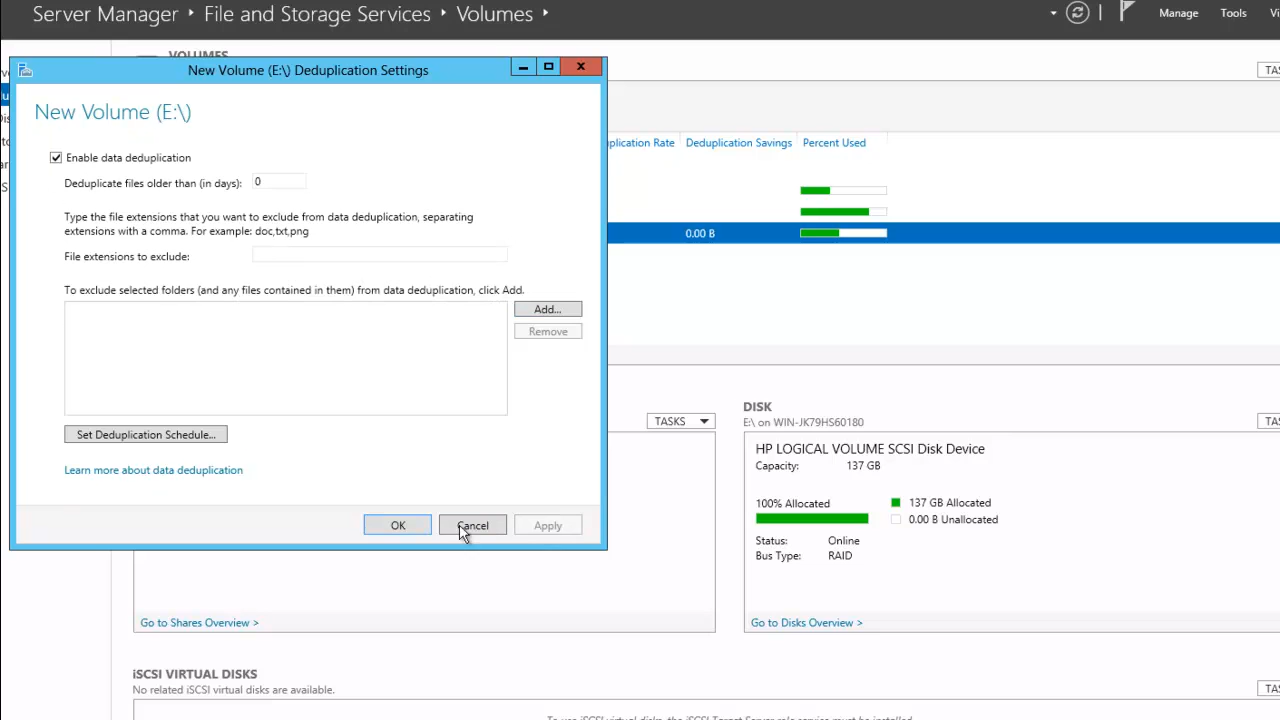 Server Manager ‣ File and Storage Services ‣ Volumes ‣
Manage Tools
VOLUMES
New Volume (E:\) Deduplication Settings
New Volume (E:\)
Enable data deduplication
Deduplicate files older than (in days): 0
Type the file extensions that you want to exclude from data deduplication, separating
extensions with a comma. For example: doc,txt,png
File extensions to exclude:
To exclude selected folders (and any files contained in them) from data deduplication, click Add.
Add...
Remove
Set Deduplication Schedule...
Learn more about data deduplication
OK Cancel Apply
Rate Deduplication Savings Percent Used
0.00 B
TASKS
DISK
E:\ on WIN-JK79HS60180
HP LOGICAL VOLUME SCSI Disk Device
Capacity: 137 GB
100% Allocated
137 GB Allocated
0.00 B Unallocated
Status: Online
Bus Type: RAID
Go to Shares Overview >
Go to Disks Overview >
iSCSI VIRTUAL DISKS
No related iSCSI virtual disks are available.